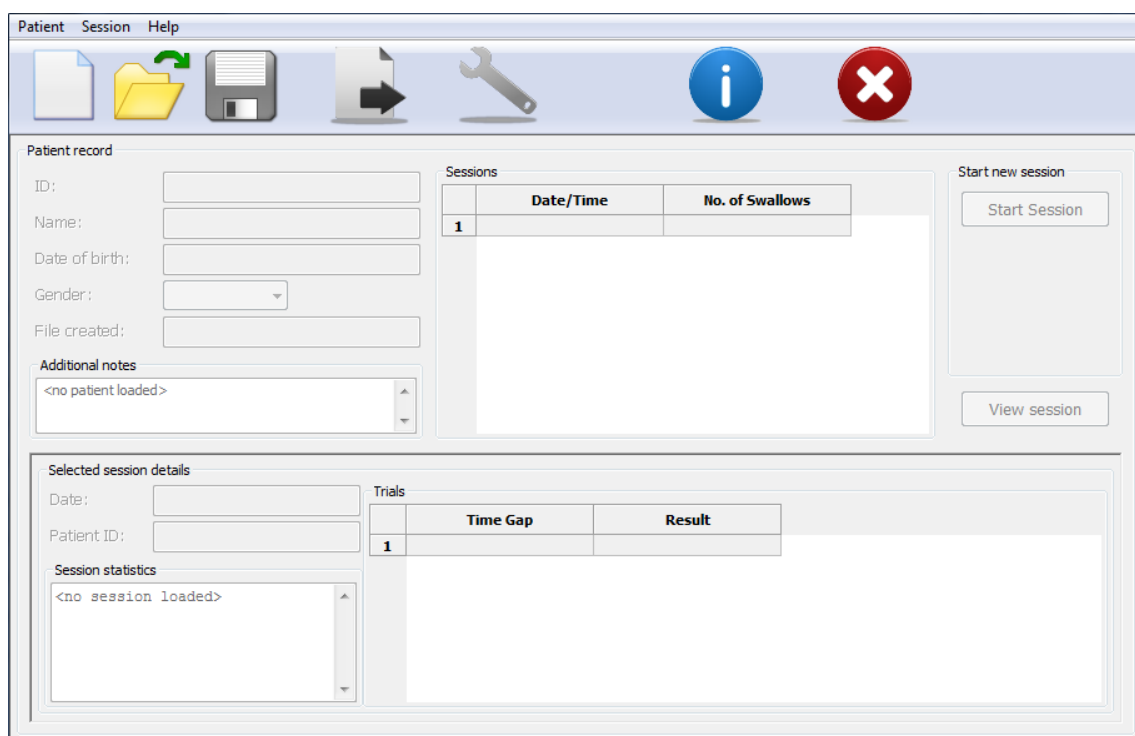 Patient Session Help
Patient record
ID:
Name:
Date of birth:
Gender:
File created:
Additional notes
<no patient loaded>
Sessions
Date/Time No. of Swallows
1
Start new session
Start Session
View session
Selected session details
Date:
Patient ID:
Session statistics
<no session loaded>
Trials
Time Gap Result
1